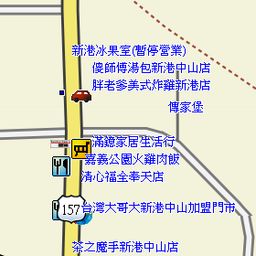 新港冰果室(暫停營業)
傻師傅湯包新港中山店
胖老爹美式炸雞新港店
傳家堡
滿鎴家居生活行
嘉義公園火雞肉飯
清心福全奉天店
台灣大哥大新港中山加盟門市
157
茶之魔手新港中山店